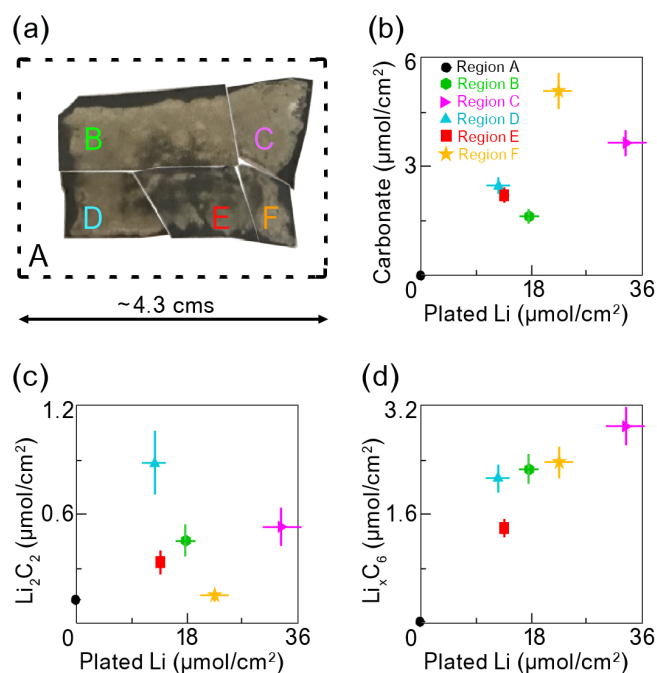 (a)
B
C
D
E
F
A
~4.3 cms
(b)
Carbonate (μmol/cm²)
6
3
0
Region A
Region B
Region C
Region D
Region E
Region F
0
18
36
Plated Li (μmol/cm²)
(c)
Li₂C₂ (μmol/cm²)
1.2
0.6
0
0
18
36
Plated Li (μmol/cm²)
(d)
LiₓC₆ (μmol/cm²)
3.2
1.6
0
18
36
Plated Li (μmol/cm²)